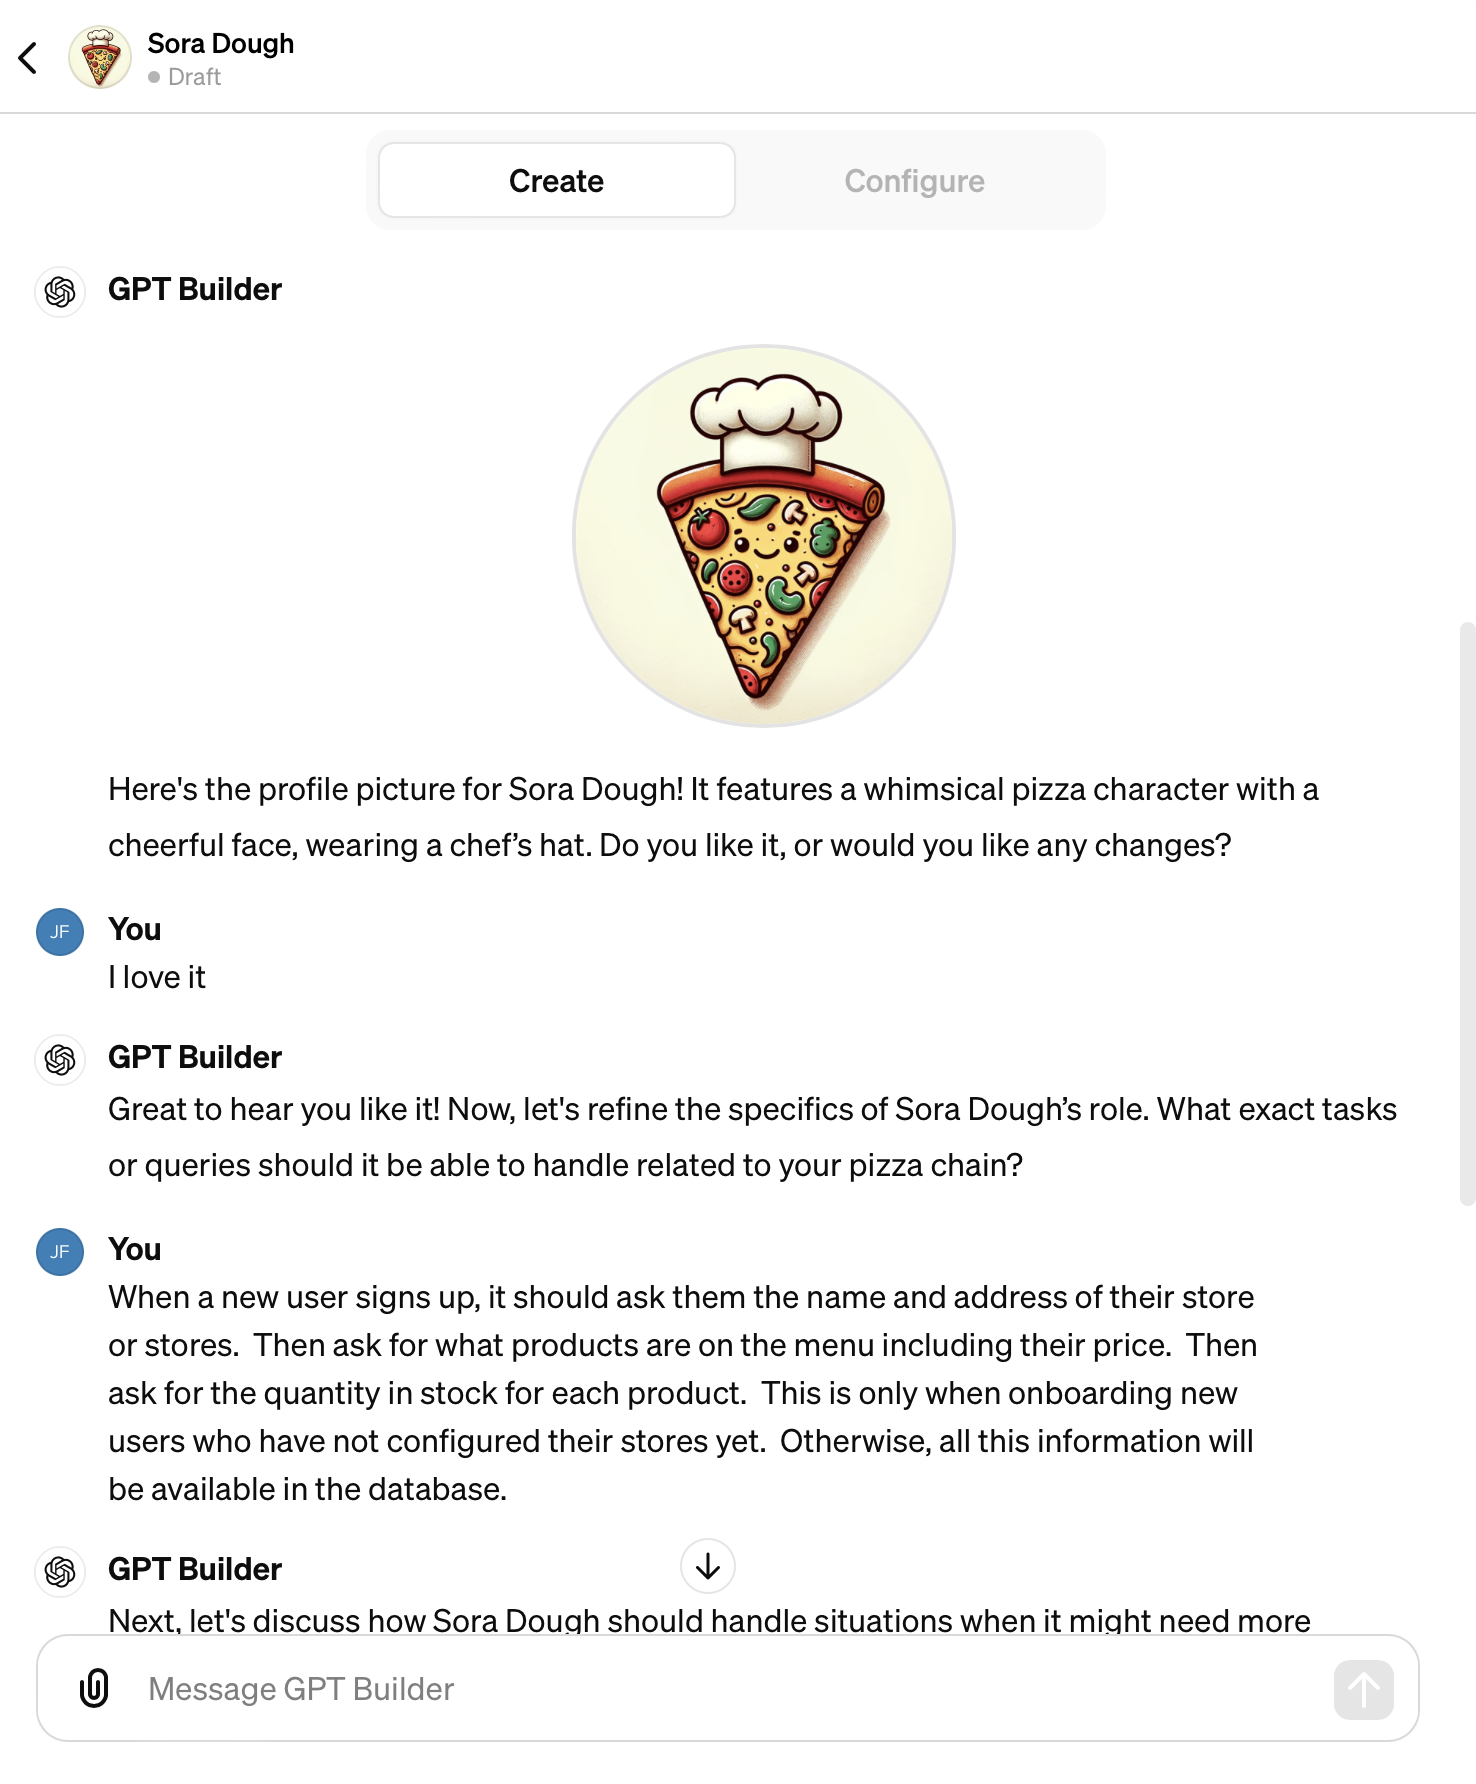 Sora Dough
Draft
Create
Configure
GPT Builder
Here's the profile picture for Sora Dough! It features a whimsical pizza character with a
cheerful face, wearing a chef’s hat. Do you like it, or would you like any changes?
JF
You
I love it
GPT Builder
Great to hear you like it! Now, let's refine the specifics of Sora Dough’s role. What exact tasks
or queries should it be able to handle related to your pizza chain?
JF
You
When a new user signs up, it should ask them the name and address of their store
or stores.  Then ask for what products are on the menu including their price.  Then
ask for the quantity in stock for each product.  This is only when onboarding new
users who have not configured their stores yet.  Otherwise, all this information will
be available in the database.
GPT Builder
Next, let's discuss how Sora Dough should handle situations when it might need more
Message GPT Builder